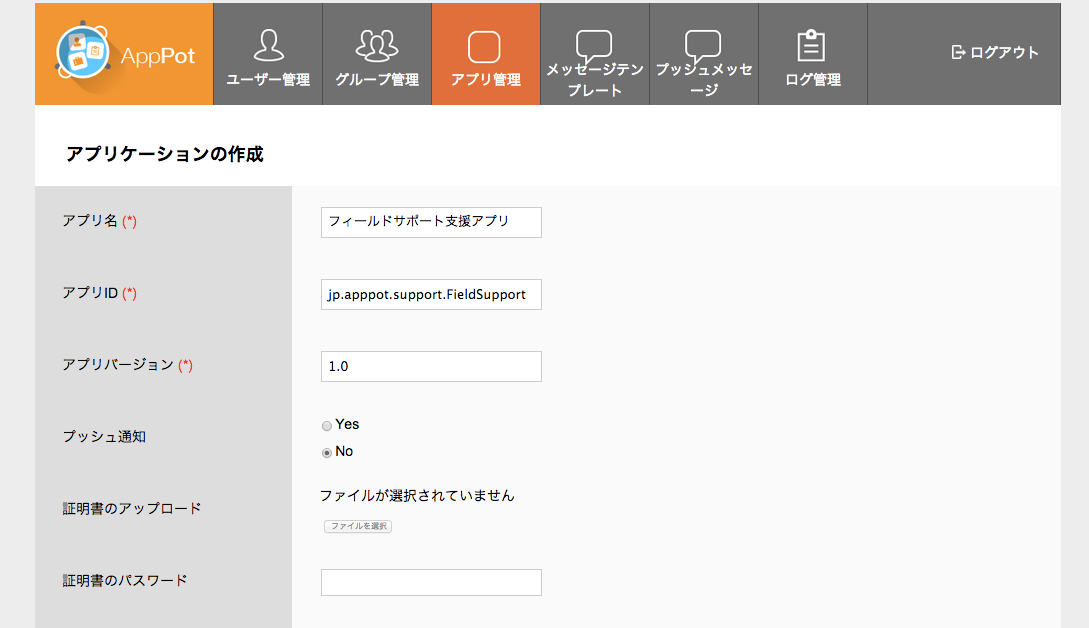 AppPot
ユーザー管理
グループ管理
アプリ管理
メッセージテン
プレート
プッシュメッセ
ージ
ログ管理
ログアウト
アプリケーションの作成
アプリ名 (*)
フィールドサポート支援アプリ
アプリID (*)
jp.apppot.support.FieldSupport
アプリバージョン (*)
1.0
プッシュ通知
Yes
No
証明書のアップロード
ファイルが選択されていません
ファイルを選択
証明書のパスワード